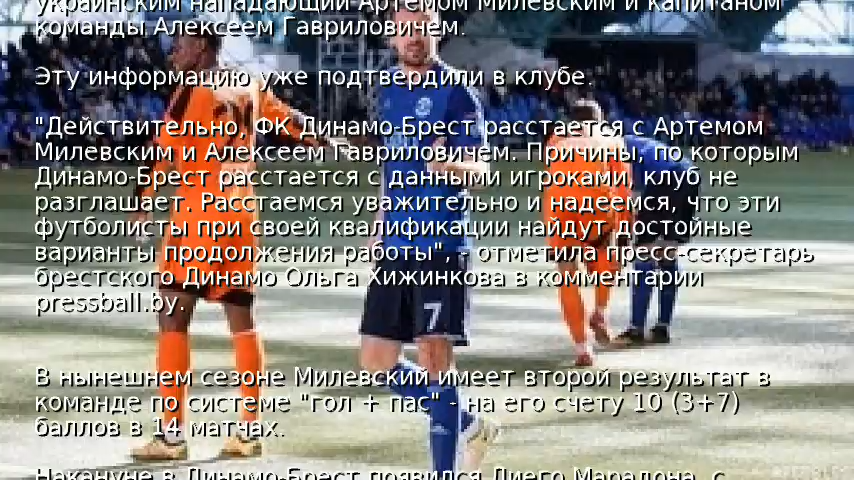 украинским нападающий Артемом Милевским и капитаном
команды Алексеем Гавриловичем.
Эту информацию уже подтвердили в клубе.
"Действительно, ФК Динамо-Брест расстается с Артемом
Милевским и Алексеем Гавриловичем. Причины, по которым
Динамо-Брест расстается с данными игроками, клуб не
разглашает. Расстаемся уважительно и надеемся, что эти
футболисты при своей квалификации найдут достойные
варианты продолжения работы", - отметила пресс-секретарь
брестского Динамо Ольга Хижинкова в комментарии
pressball.by.
В нынешнем сезоне Милевский имеет второй результат в
команде по системе "гол + пас" - на его счету 10 (3+7)
баллов в 14 матчах.
Накануне в Динамо-Брест появился Диего Марадона, с
7